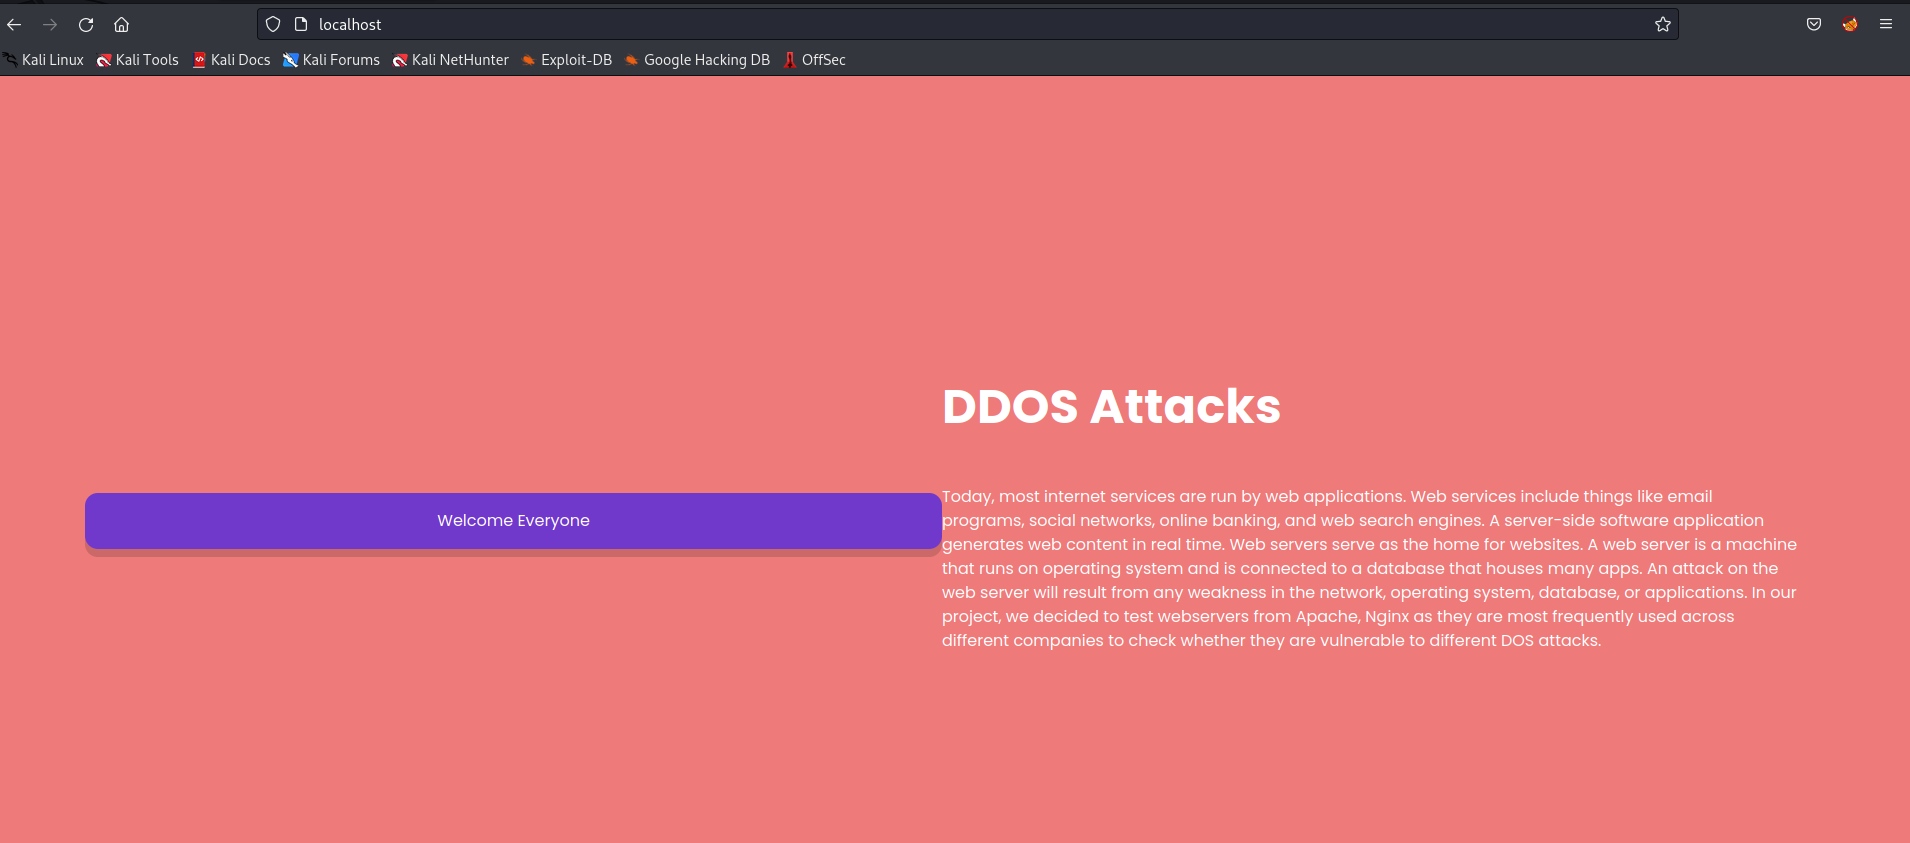 localhost
Kali Linux Kali Tools Kali Docs Kali Forums Kali NetHunter Exploit-DB Google Hacking DB OffSec
DDOS Attacks
Welcome Everyone
Today, most internet services are run by web applications. Web services include things like email
programs, social networks, online banking, and web search engines. A server-side software application
generates web content in real time. Web servers serve as the home for websites. A web server is a machine
that runs on operating system and is connected to a database that houses many apps. An attack on the
web server will result from any weakness in the network, operating system, database, or applications. In our
project, we decided to test webservers from Apache, Nginx as they are most frequently used across
different companies to check whether they are vulnerable to different DOS attacks.